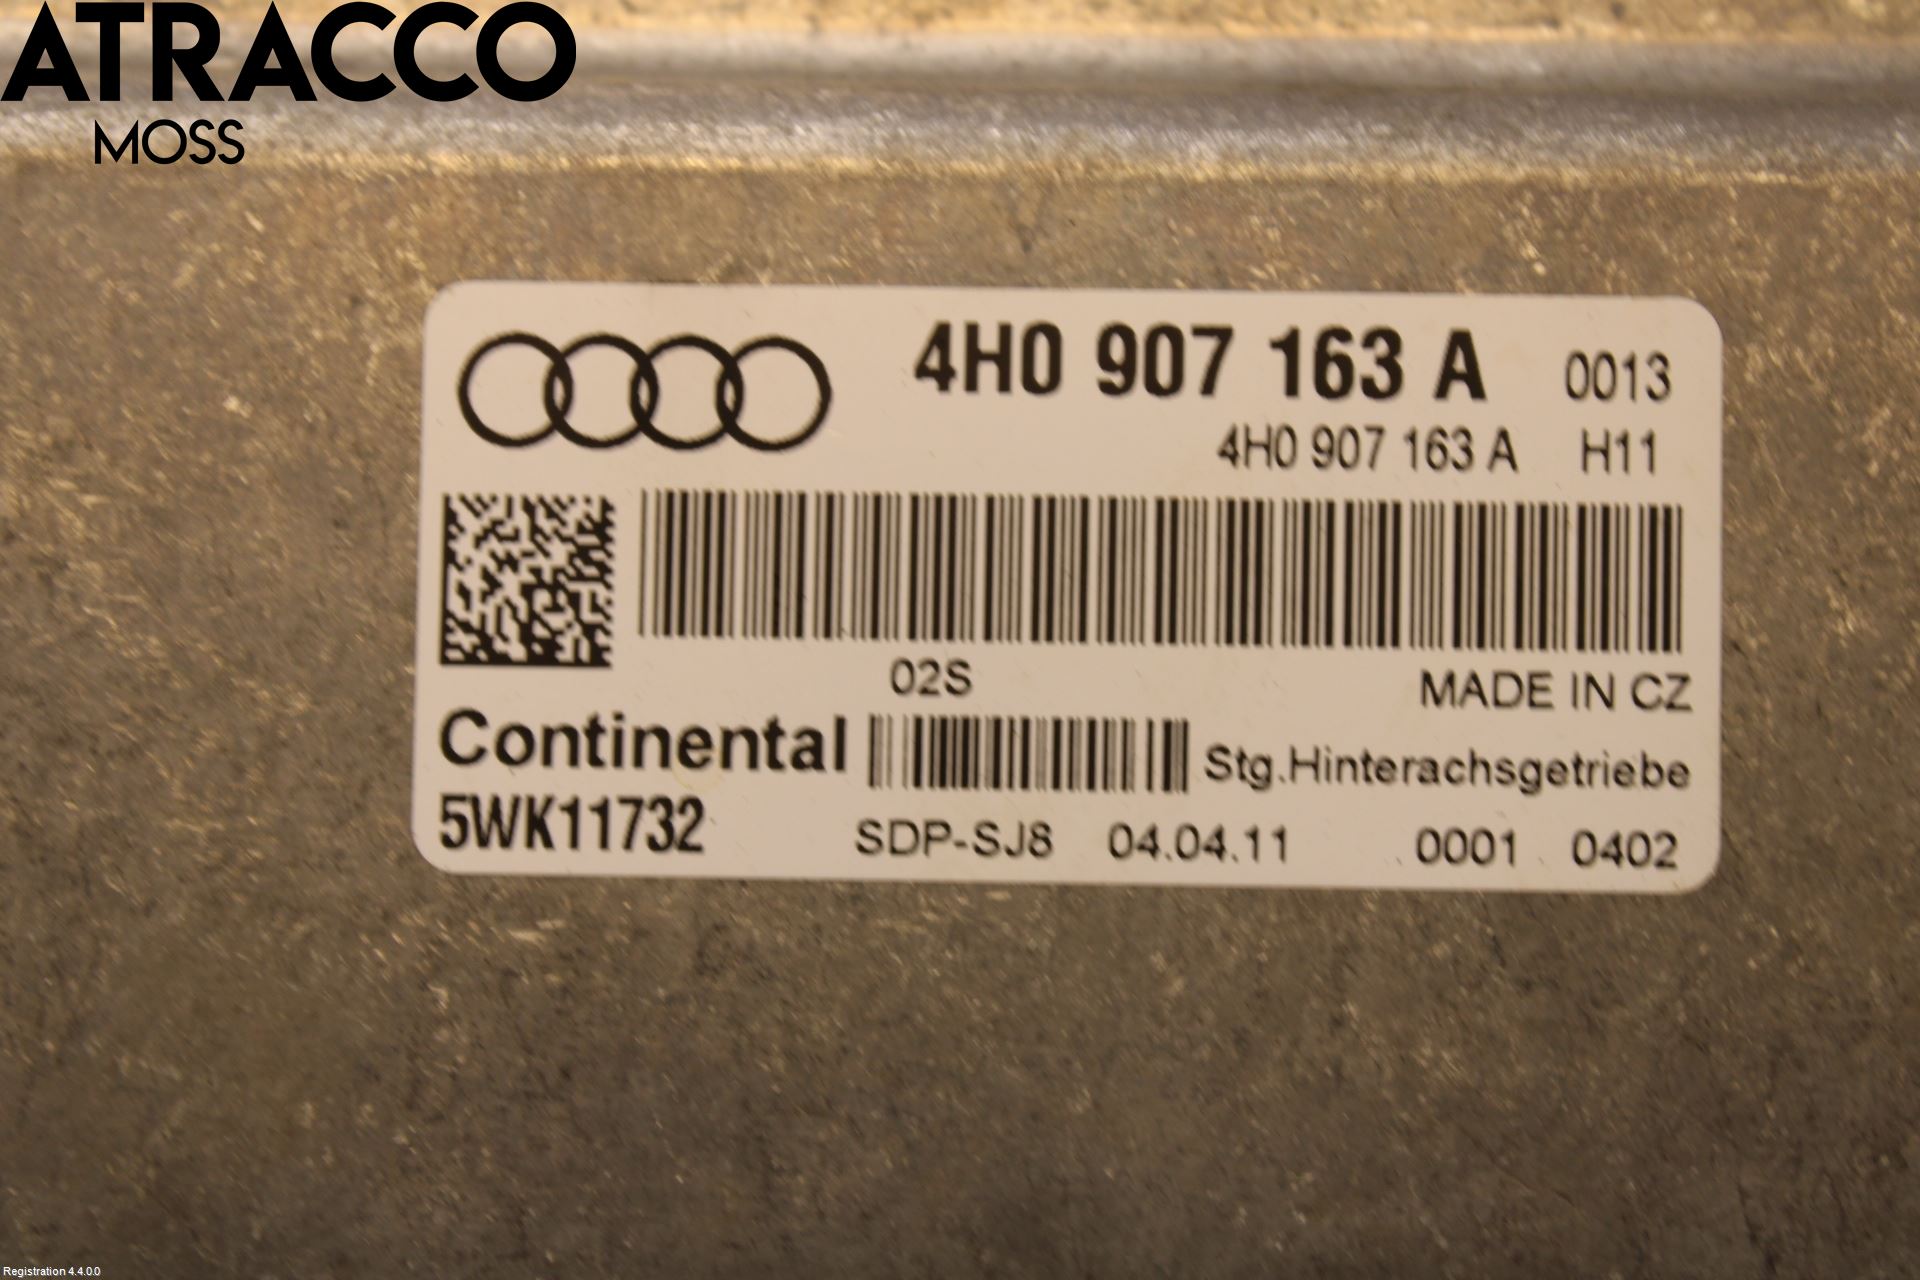 ATRACCO
MOSS
4H0 907 163 A 0013
4H0 907 163 A H11
02S MADE IN CZ
Continental Stg.Hinterachsgetriebe
5WK11732 SDP-SJ8 04.04.11 0001 0402
Registration 4.4.0.0